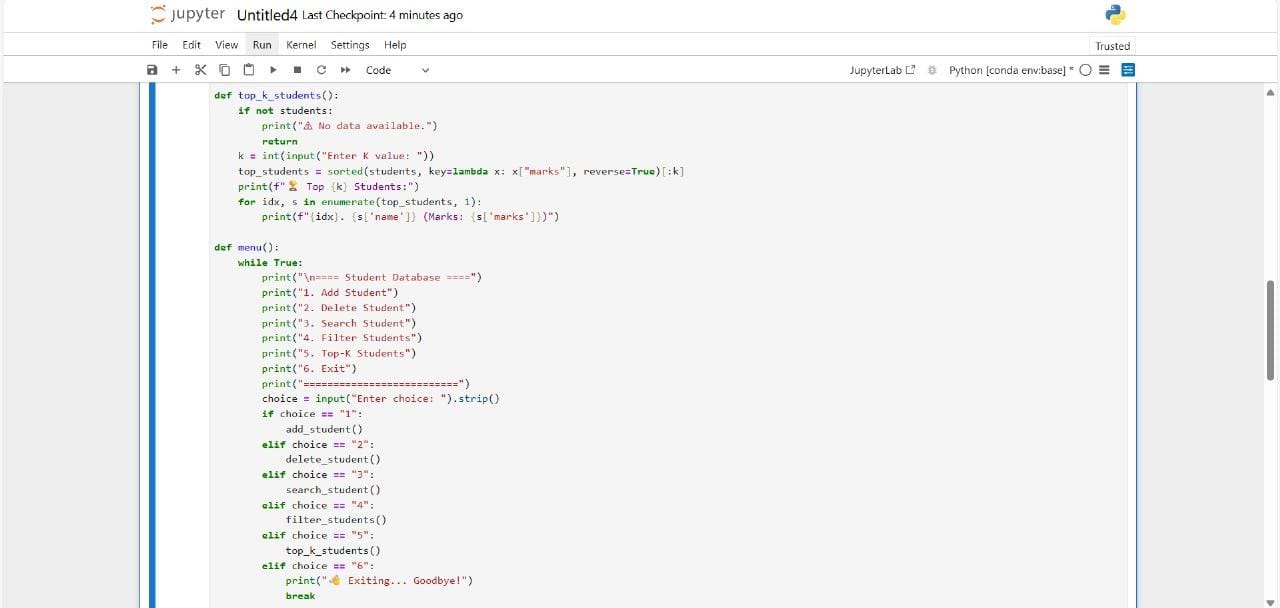 jupyter Untitled4 Last Checkpoint: 4 minutes ago
File Edit View Run Kernel Settings Help Trusted
Code JupyterLab Python [conda env:base] *
def top_k_students():
    if not students:
        print("⚠ No data available.")
        return
    k = int(input("Enter K value: "))
    top_students = sorted(students, key=lambda x: x["marks"], reverse=True)[:k]
    print(f"🏆 Top {k} Students:")
    for idx, s in enumerate(top_students, 1):
        print(f"{idx}. {s['name']} (Marks: {s['marks']})")

def menu():
    while True:
        print("\n==== Student Database ====")
        print("1. Add Student")
        print("2. Delete Student")
        print("3. Search Student")
        print("4. Filter Students")
        print("5. Top-K Students")
        print("6. Exit")
        print("==========================")
        choice = input("Enter choice: ").strip()
        if choice == "1":
            add_student()
        elif choice == "2":
            delete_student()
        elif choice == "3":
            search_student()
        elif choice == "4":
            filter_students()
        elif choice == "5":
            top_k_students()
        elif choice == "6":
            print("👋 Exiting... Goodbye!")
            break